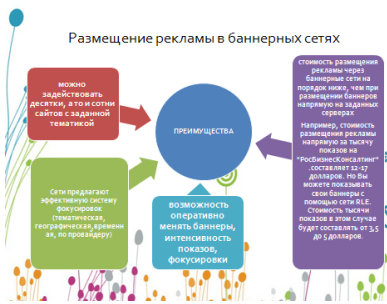 Размещение рекламы в баннерных сетях
можно
задействовать
десятки, а то и сотни
сайтов с заданной
тематикой
ПРЕИМУЩЕСТВА
Сети предлагают
эффективную систему
фокусировок
(тематическая,
географическая,временн
ая, по провайдеру)
возможность
оперативно
менять баннеры,
интенсивность
показов,
фокусировки
стоимость размещения
рекламы через
баннерные сети на
порядок ниже, чем при
размещении баннеров
напрямую на заданных
серверах
Например, стоимость
размещения рекламы
напрямую за тысячу
показов на
"РосБизнесКонсалтинг"
.составляет 12-17
долларов. Но Вы
можете показывать
свои баннеры с
помощью сети RLE.
Стоимость тысячи
показов в этом случае
будет составлять от 3,5
до 5 долларов.